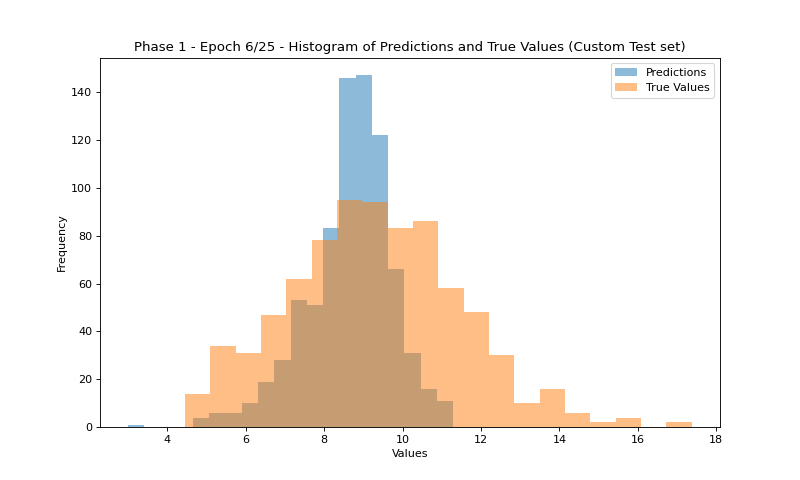 Phase 1 - Epoch 6/25 - Histogram of Predictions and True Values (Custom Test set)
Predictions
True Values
140
120
100
80
60
40
20
0
Frequency
4 6 8 10 12 14 16 18
Values